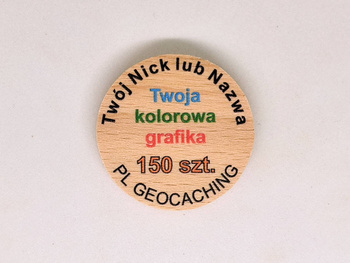 Twój Nick lub Nazwa
Twoja
kolorowa
grafika
150 szt.
PL GEOCACHING